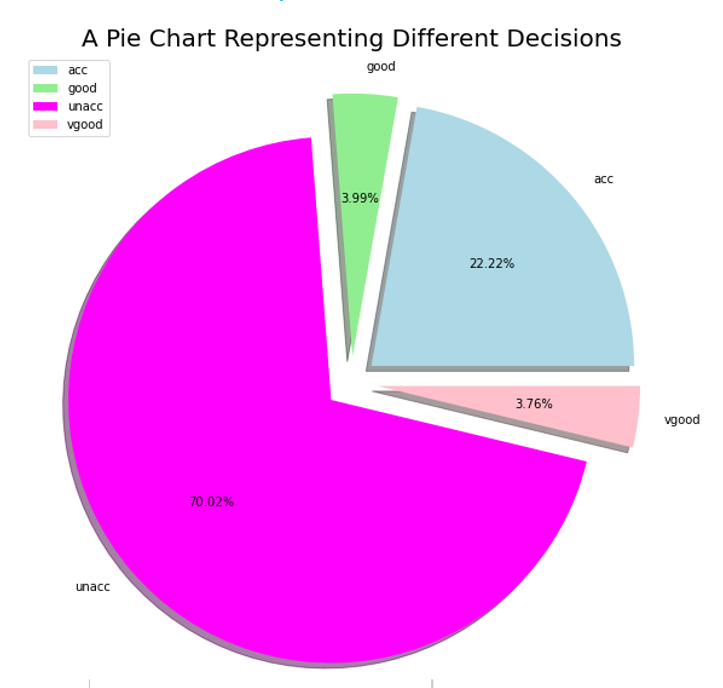 A Pie Chart Representing Different Decisions
acc
good
unacc
vgood
good
acc
3.99%
22.22%
3.76%
vgood
70.02%
unacc